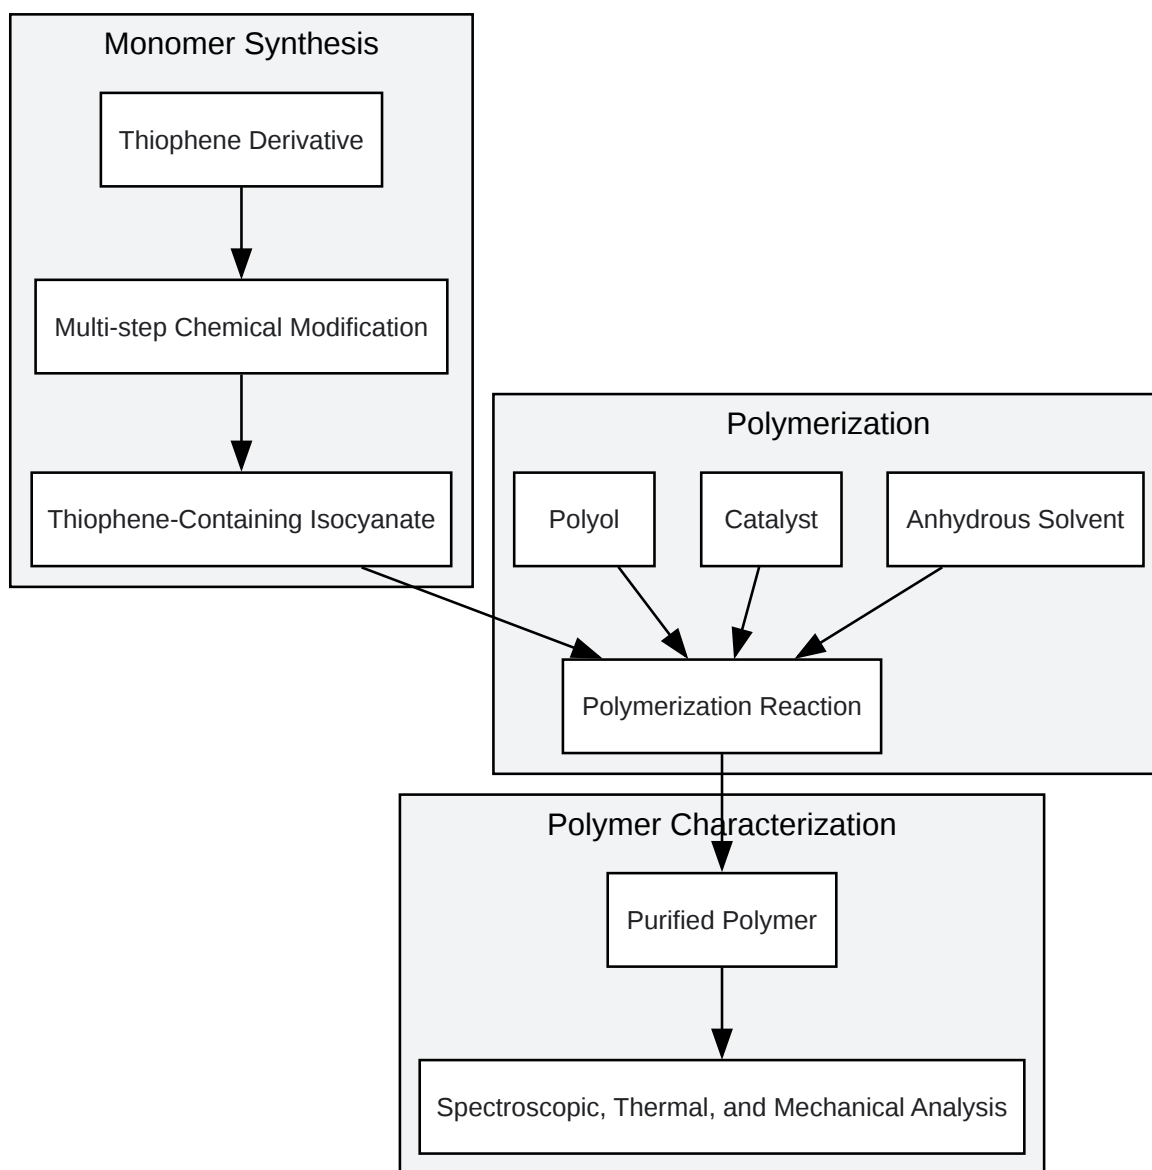 Monomer Synthesis
Thiophene Derivative
Multi-step Chemical Modification
Thiophene-Containing Isocyanate
Polymerization
Polyol
Catalyst
Anhydrous Solvent
Polymerization Reaction
Polymer Characterization
Purified Polymer
Spectroscopic, Thermal, and Mechanical Analysis